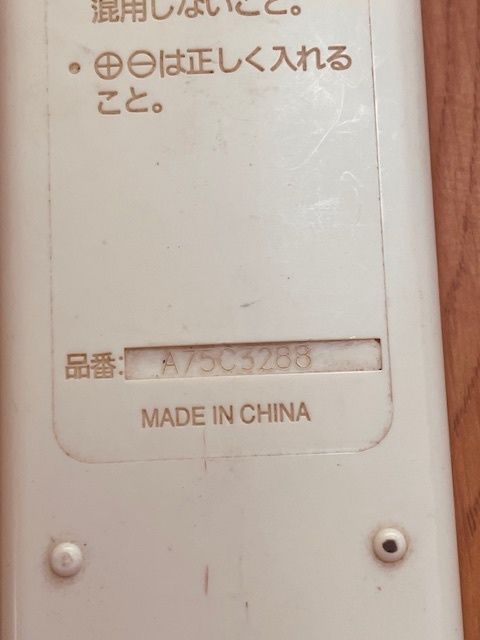 混用しないこと。
• ⊕⊖は正しく入れる
こと。
品番: A75C3288
MADE IN CHINA